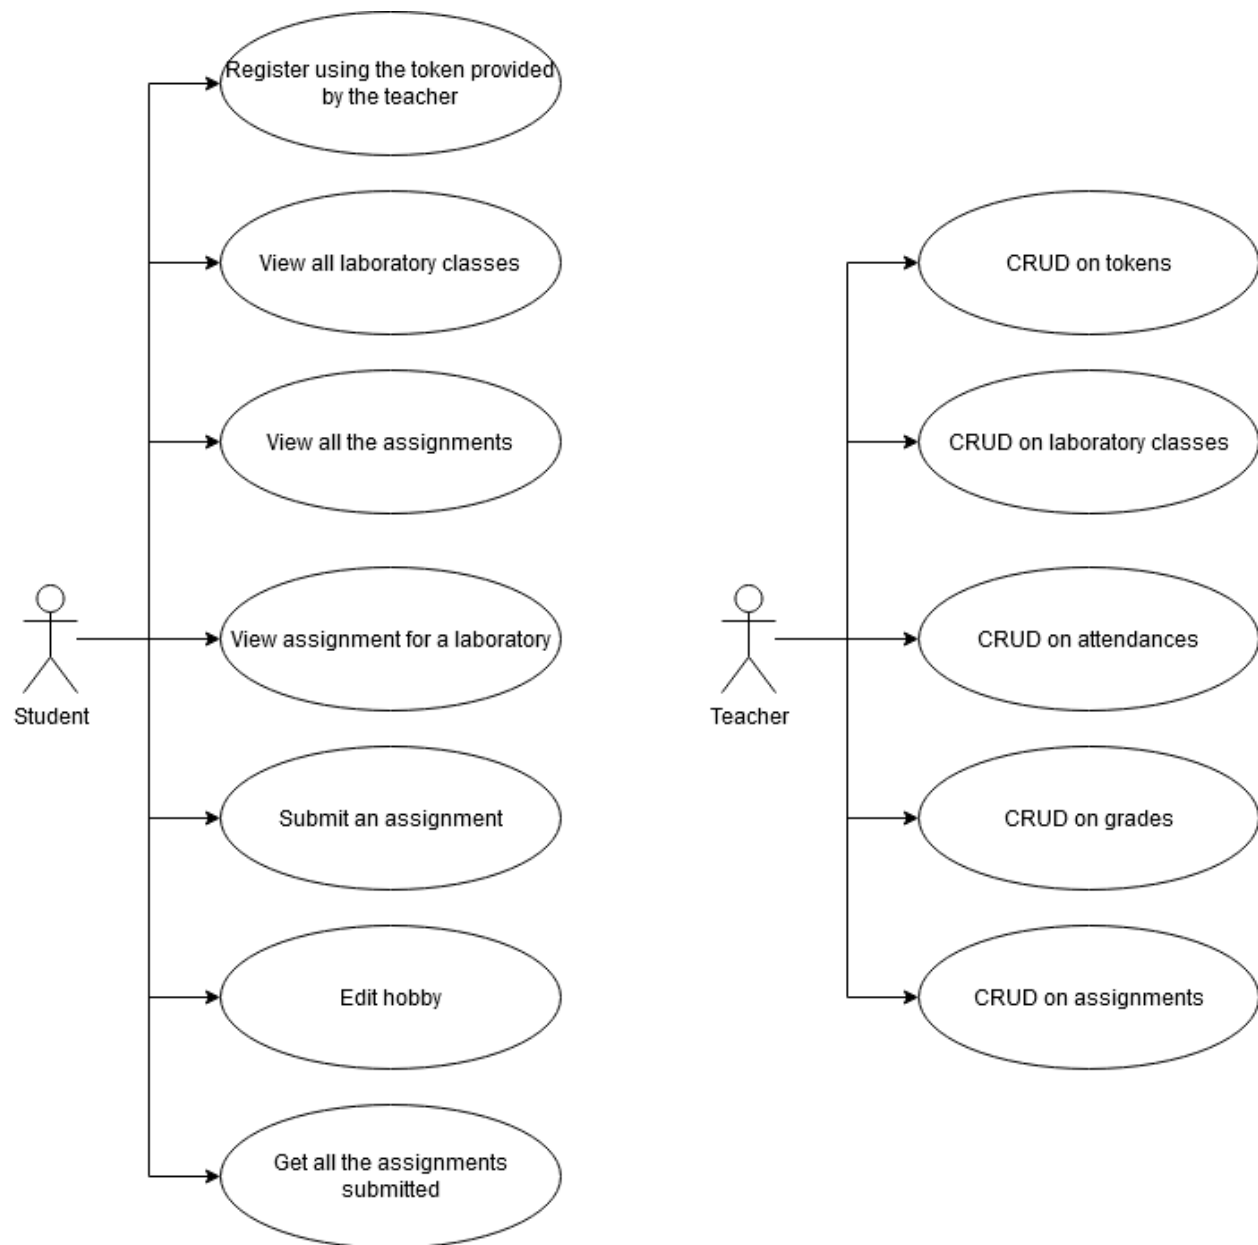 Register using the token provided
by the teacher
View all laboratory classes
View all the assignments
View assignment for a laboratory
Submit an assignment
Edit hobby
Get all the assignments
submitted
Student
CRUD on tokens
CRUD on laboratory classes
CRUD on attendances
CRUD on grades
CRUD on assignments
Teacher